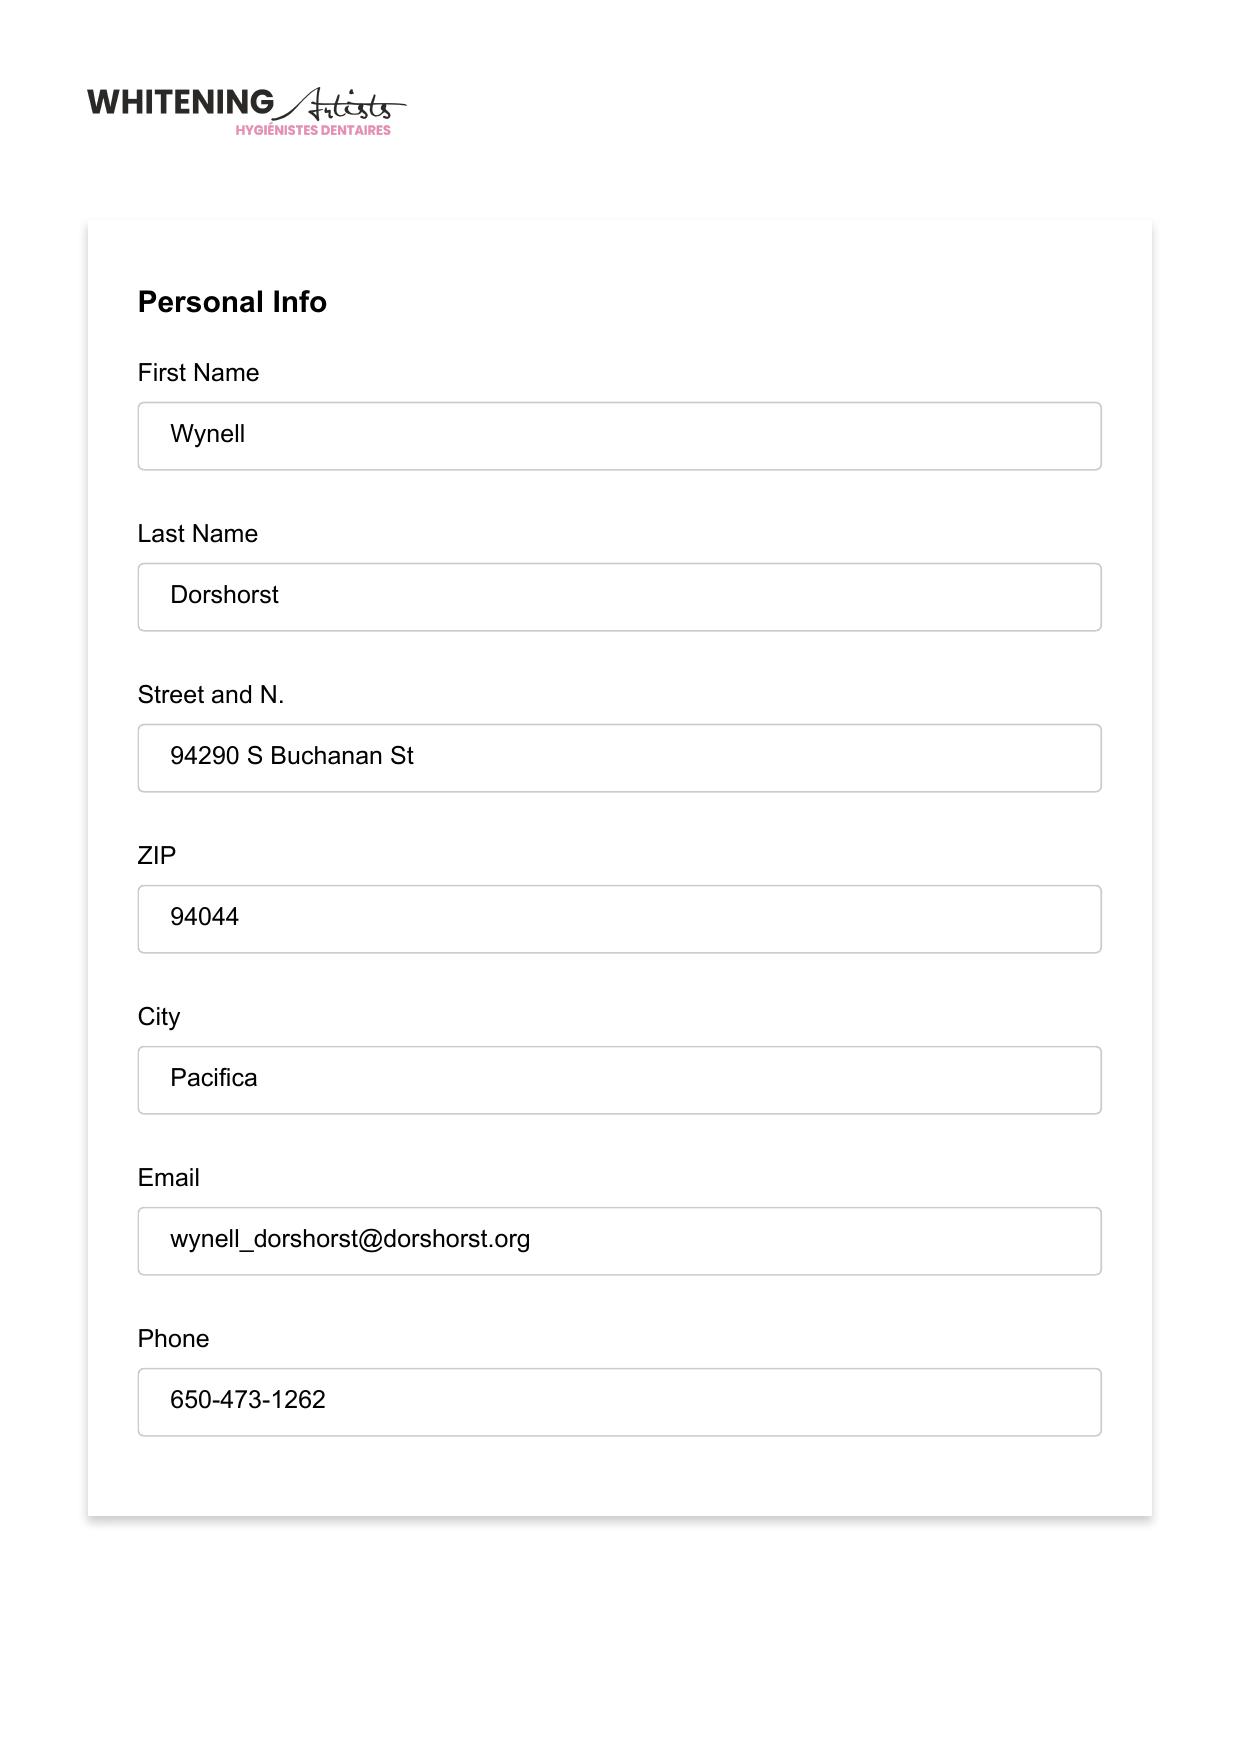 WHITENING Artists
HYGIÉNISTES DENTAIRES
Personal Info
First Name
Wynell
Last Name
Dorshorst
Street and N.
94290 S Buchanan St
ZIP
94044
City
Pacifica
Email
wynell_dorshorst@dorshorst.org
Phone
650-473-1262